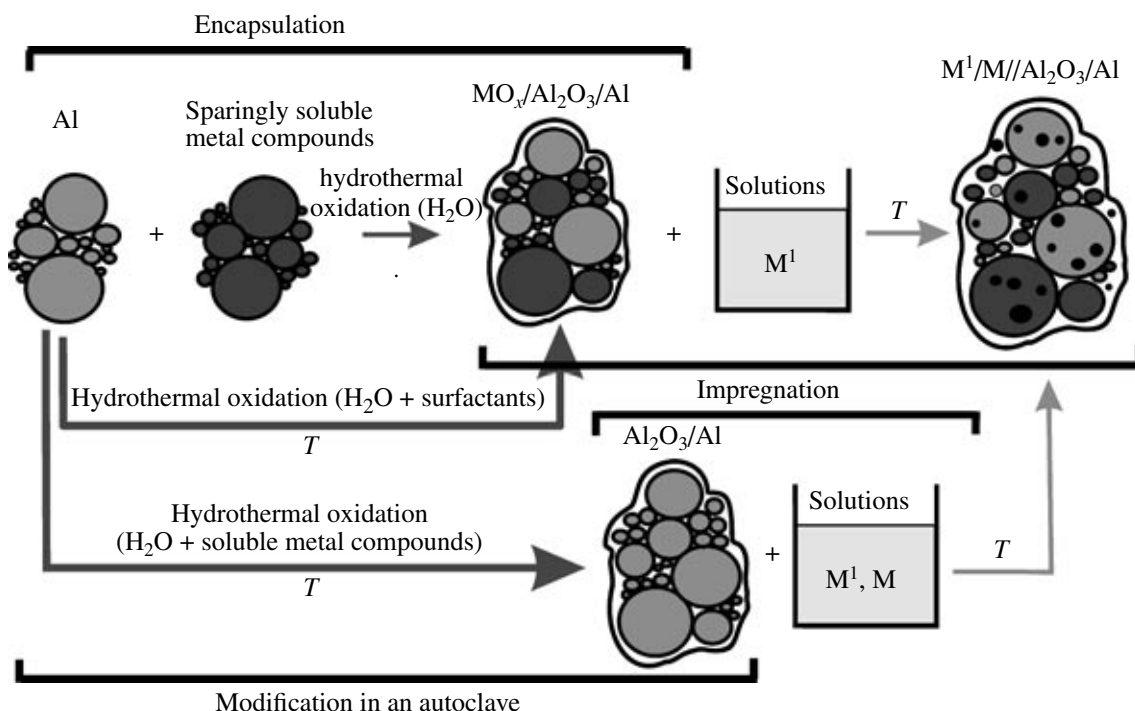 Encapsulation
Al
Sparingly soluble
metal compounds
hydrothermal
oxidation (H₂O)
MOₓ/Al₂O₃/Al
+
+
Solutions
M¹
T
M¹/M//Al₂O₃/Al
Hydrothermal oxidation (H₂O + surfactants)
T
Impregnation
Al₂O₃/Al
Hydrothermal oxidation
(H₂O + soluble metal compounds)
T
+
Solutions
M¹, M
T
Modification in an autoclave